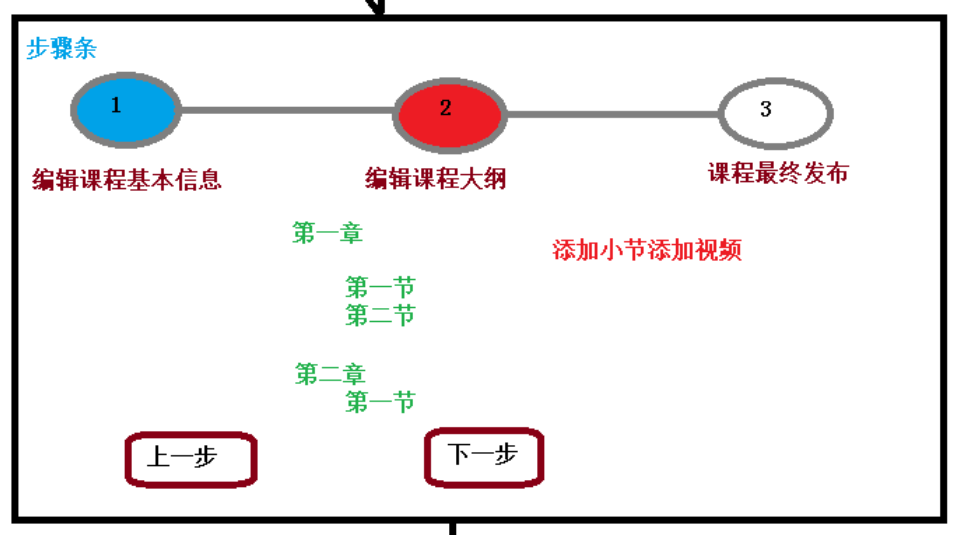 步骤条
1
2
3
编辑课程基本信息
编辑课程大纲
课程最终发布
第一章
添加小节添加视频
第一节
第二节
第二章
第一节
上一步
下一步